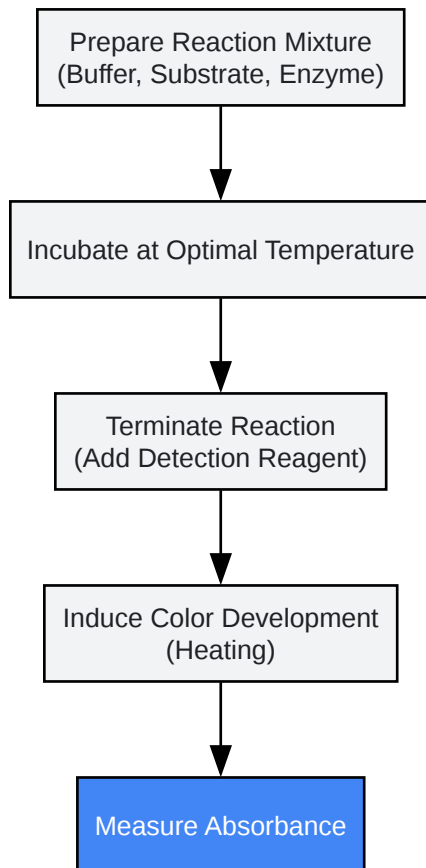 Prepare Reaction Mixture
(Buffer, Substrate, Enzyme)
Incubate at Optimal Temperature
Terminate Reaction
(Add Detection Reagent)
Induce Color Development
(Heating)
Measure Absorbance